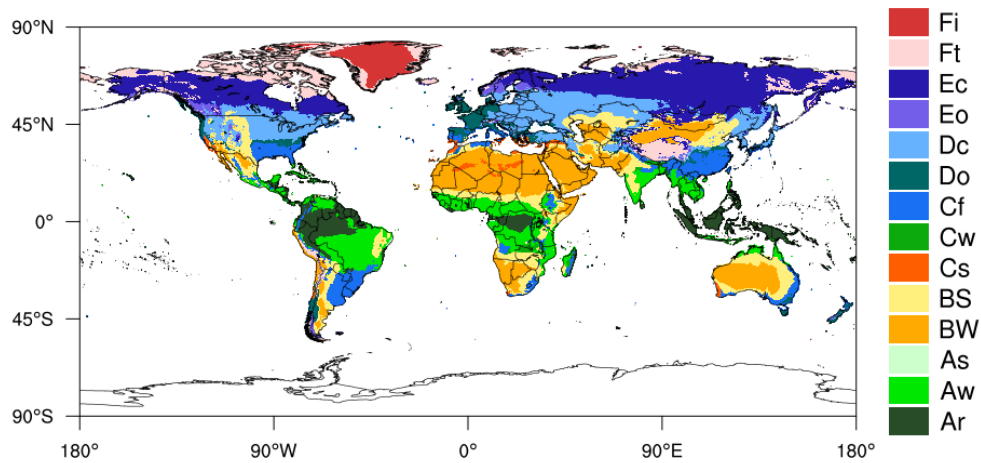 90°N
45°N
0°
45°S
90°S
180°
90°W
0°
90°E
180°
Fi
Ft
Ec
Eo
Dc
Do
Cf
Cw
Cs
BS
BW
As
Aw
Ar